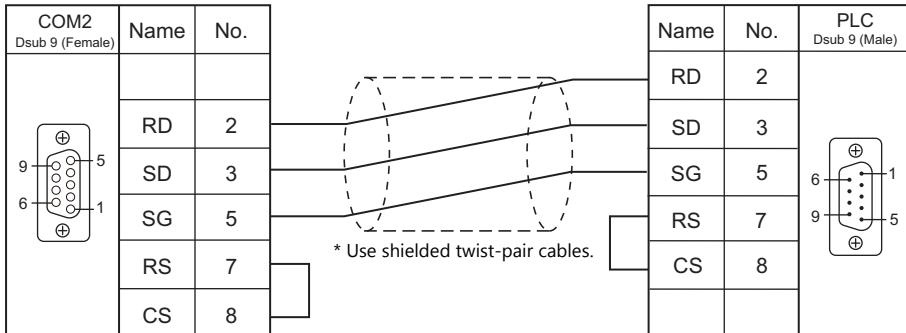 COM2
Dsub 9 (Female)
Name No.
RD 2
SD 3
SG 5
RS 7
CS 8
9
5
6
1
* Use shielded twist-pair cables.
Name No.
PLC
Dsub 9 (Male)
RD 2
SD 3
SG 5
RS 7
CS 8
6
1
9
5